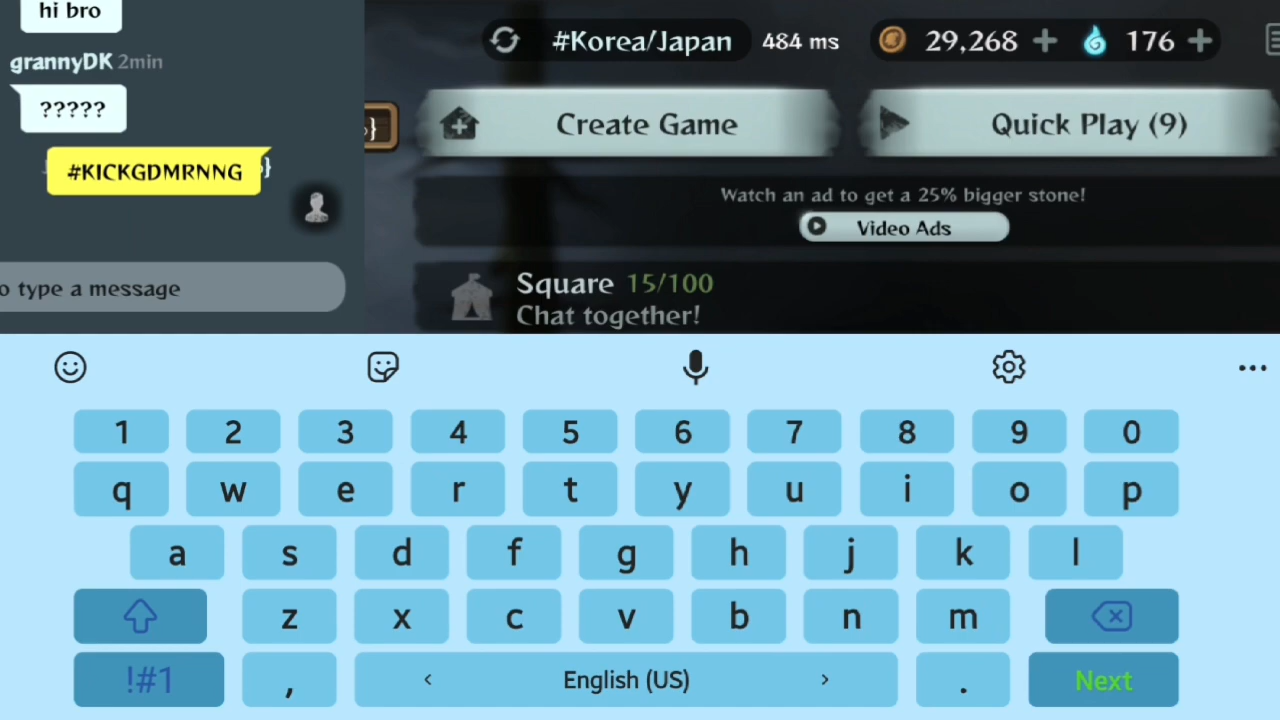 hi bro
grannyDK 2min
?????
#KICKGDMRNNG
o type a message
#Korea/Japan 484 ms 29,268 + 176 +
Create Game
Quick Play (9)
Watch an ad to get a 25% bigger stone!
Video Ads
Square 15/100
Chat together!
1 2 3 4 5 6 7 8 9 0
q w e r t y u i o p
a s d f g h j k l
z x c v b n m
!#1 , < English (US) > . Next